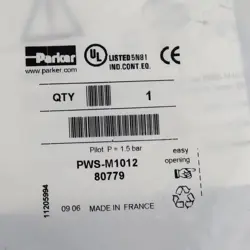 Parker
www.parker.com
UL
LISTED 5N81
IND.CONT EQ.
CE
QTY
1
Pilot. P = 1.5 bar
PWS-M1012
80779
easy
opening
11205994
09 06 MADE IN FRANCE